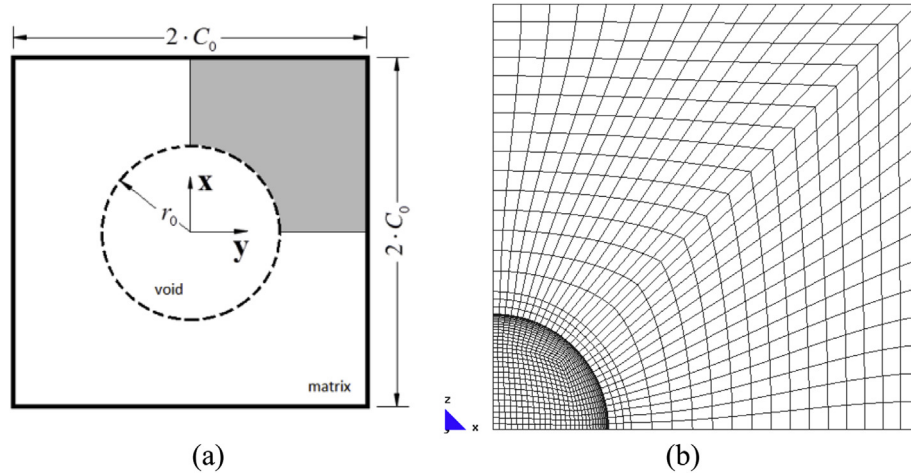 2 · C₀
x
r₀
y
void
2 · C₀
matrix
z
x
(a)
(b)